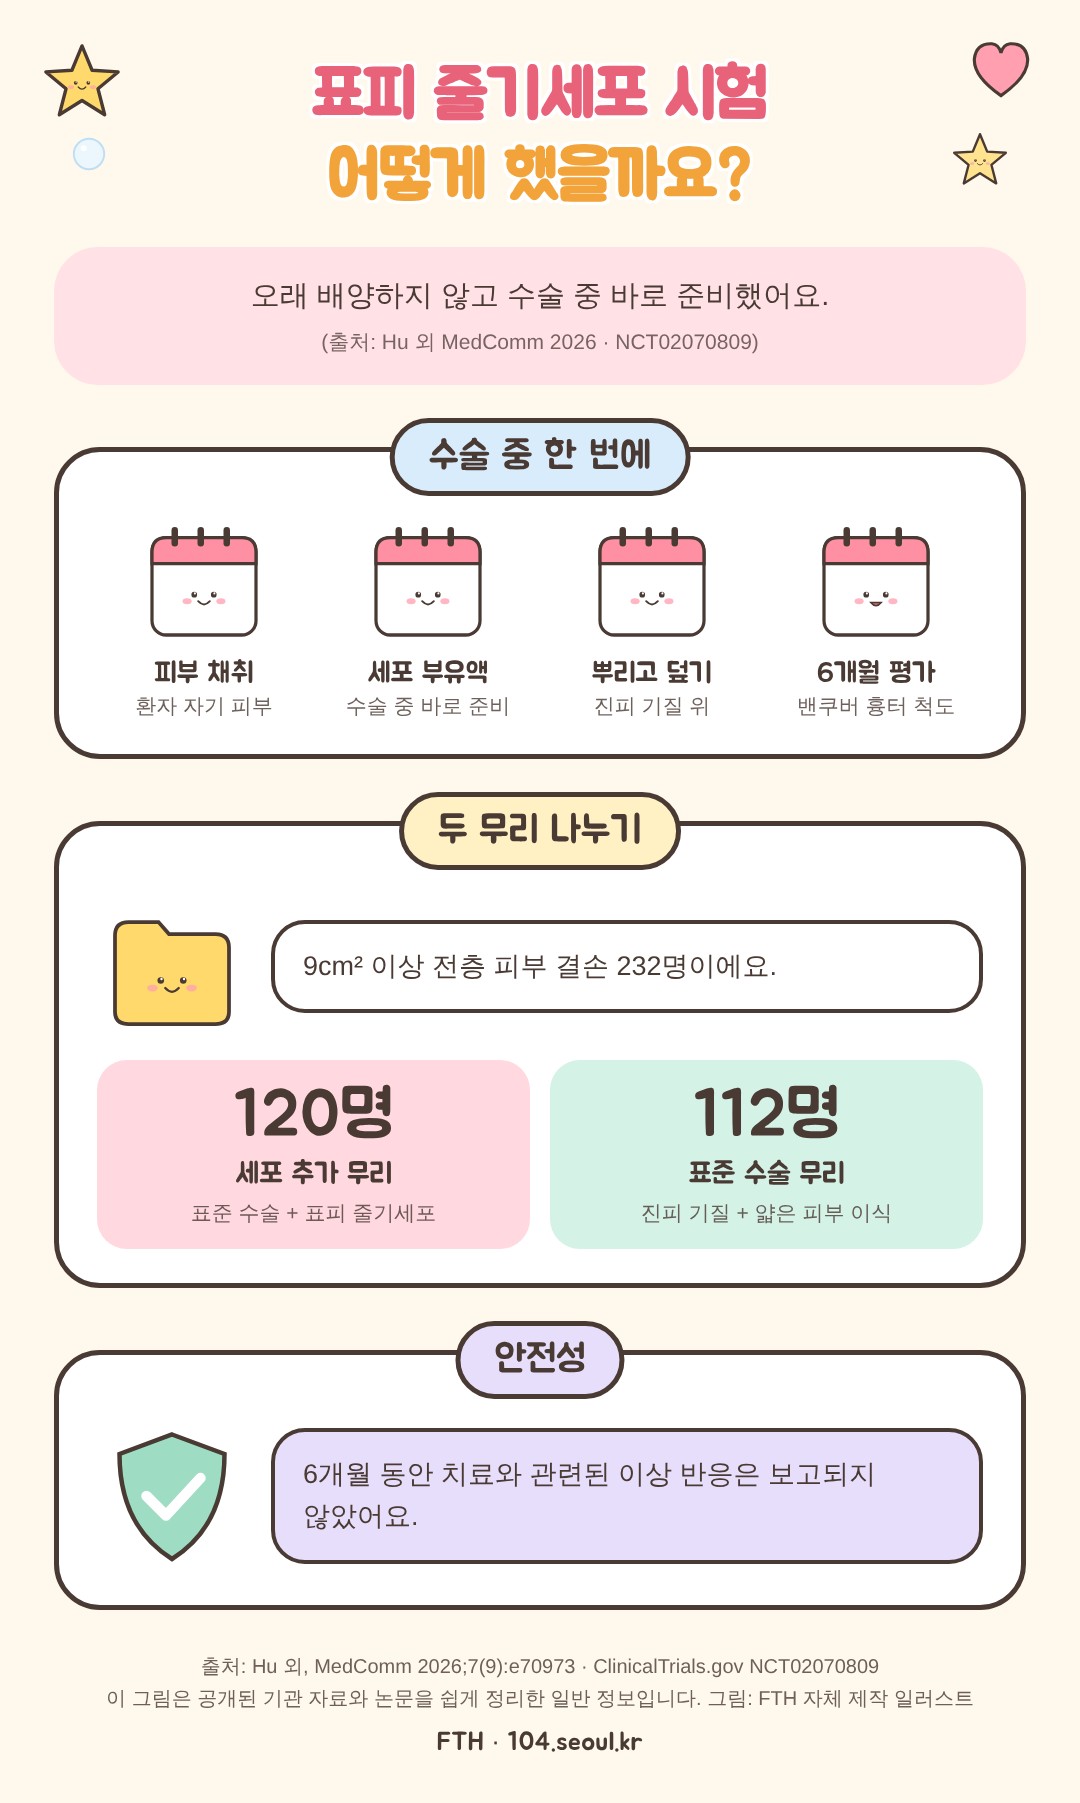 표피 줄기세포 시험
어떻게 했을까요?
오래 배양하지 않고 수술 중 바로 준비했어요.
(출처: Hu 외 MedComm 2026 · NCT02070809)
수술 중 한 번에
피부 채취
환자 자기 피부
세포 부유액
수술 중 바로 준비
뿌리고 덮기
진피 기질 위
6개월 평가
밴쿠버 흉터 척도
두 무리 나누기
9cm² 이상 전층 피부 결손 232명이에요.
120명
세포 추가 무리
표준 수술 + 표피 줄기세포
112명
표준 수술 무리
진피 기질 + 얇은 피부 이식
안전성
6개월 동안 치료와 관련된 이상 반응은 보고되지
않았어요.
출처: Hu 외, MedComm 2026;7(9):e70973 · ClinicalTrials.gov NCT02070809
이 그림은 공개된 기관 자료와 논문을 쉽게 정리한 일반 정보입니다. 그림: FTH 자체 제작 일러스트
FTH · 104.seoul.kr